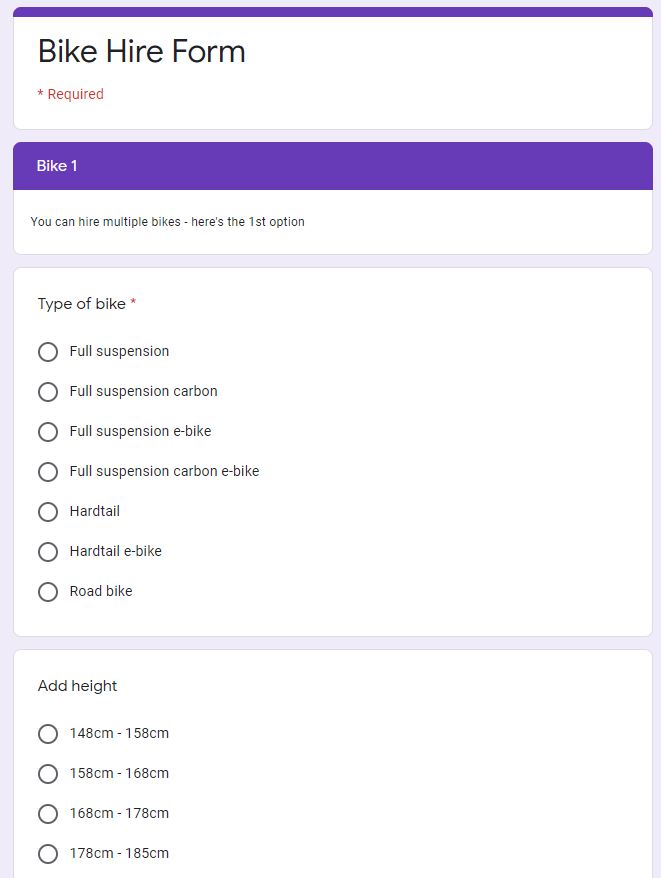 Bike Hire Form
* Required
Bike 1
You can hire multiple bikes - here's the 1st option
Type of bike *
Full suspension
Full suspension carbon
Full suspension e-bike
Full suspension carbon e-bike
Hardtail
Hardtail e-bike
Road bike
Add height
148cm - 158cm
158cm - 168cm
168cm - 178cm
178cm - 185cm